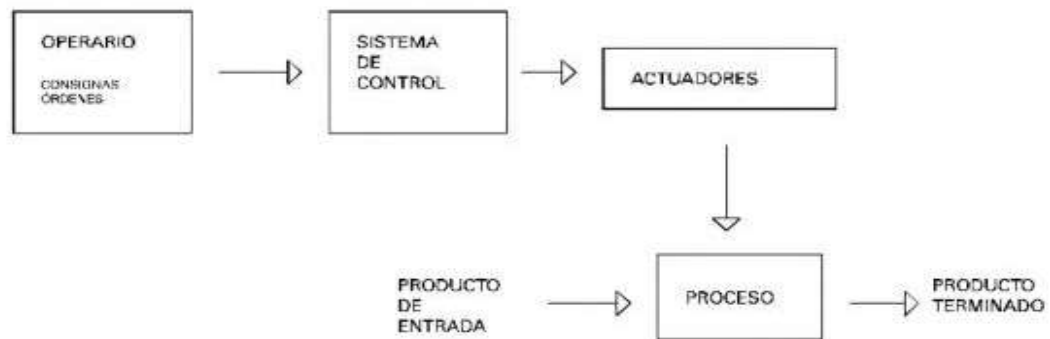 OPERARIO
CONSIGNAS
ÓRDENES
SISTEMA
DE
CONTROL
ACTUADORES
PRODUCTO
DE
ENTRADA
PROCESO
PRODUCTO
TERMINADO